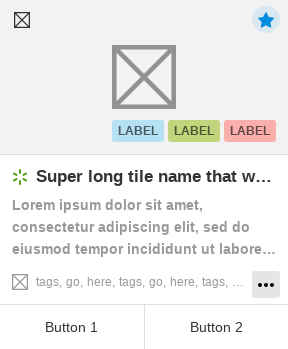 LABEL LABEL LABEL
Super long tile name that w…
Lorem ipsum dolor sit amet,
consectetur adipiscing elit, sed do
eiusmod tempor incididunt ut labore…
tags, go, here, tags, go, here, tags, …
Button 1 Button 2